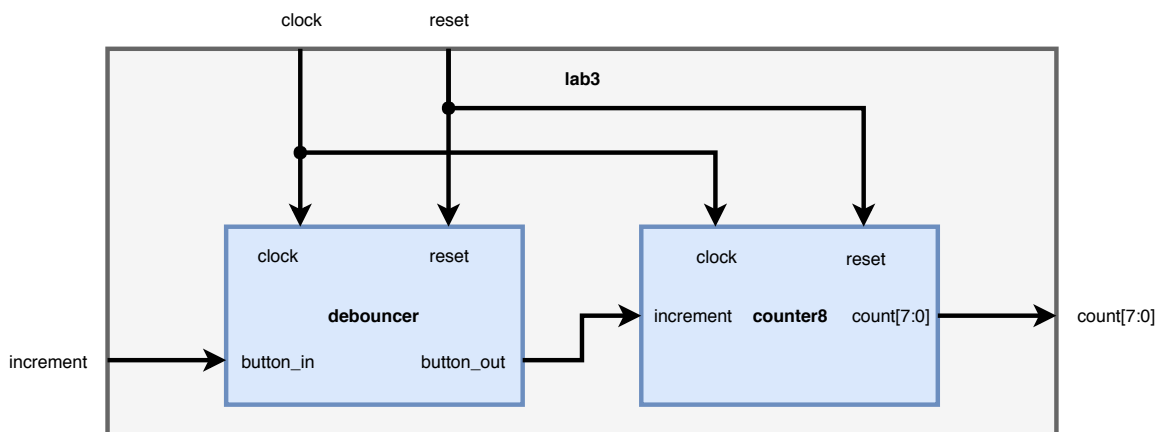 clock reset
lab3
clock reset clock reset
debouncer increment counter8 count[7:0] count[7:0]
increment button_in button_out